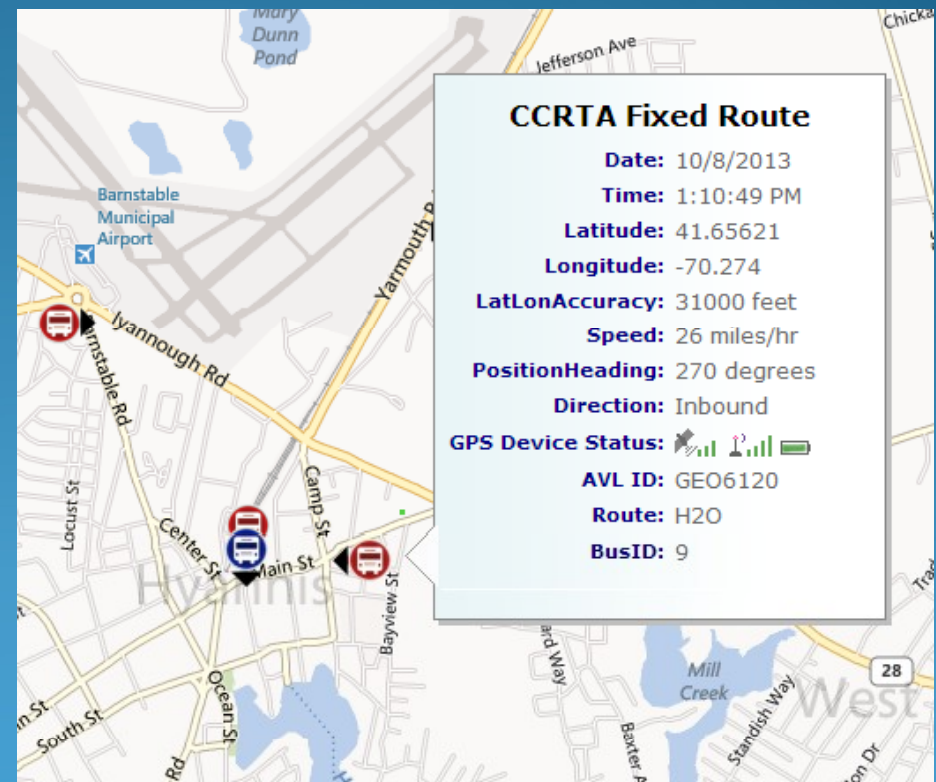 Mary
Dunn
Pond
Jefferson Ave
Barnstable
Municipal
Airport
Iyannough Rd
Barnstable Rd
Locust St
Center St
Camp St
Main St
Hyannis
Bayview St
Ocean St
South St
Rd
CCRTA Fixed Route
Date: 10/8/2013
Time: 1:10:49 PM
Latitude: 41.65621
Longitude: -70.274
LatLonAccuracy: 31000 feet
Speed: 26 miles/hr
PositionHeading: 270 degrees
Direction: Inbound
GPS Device Status:
AVL ID: GEO6120
Route: H2O
BusID: 9
Mill
Creek
28
West
Standish Way
Yarmouth
Baxter